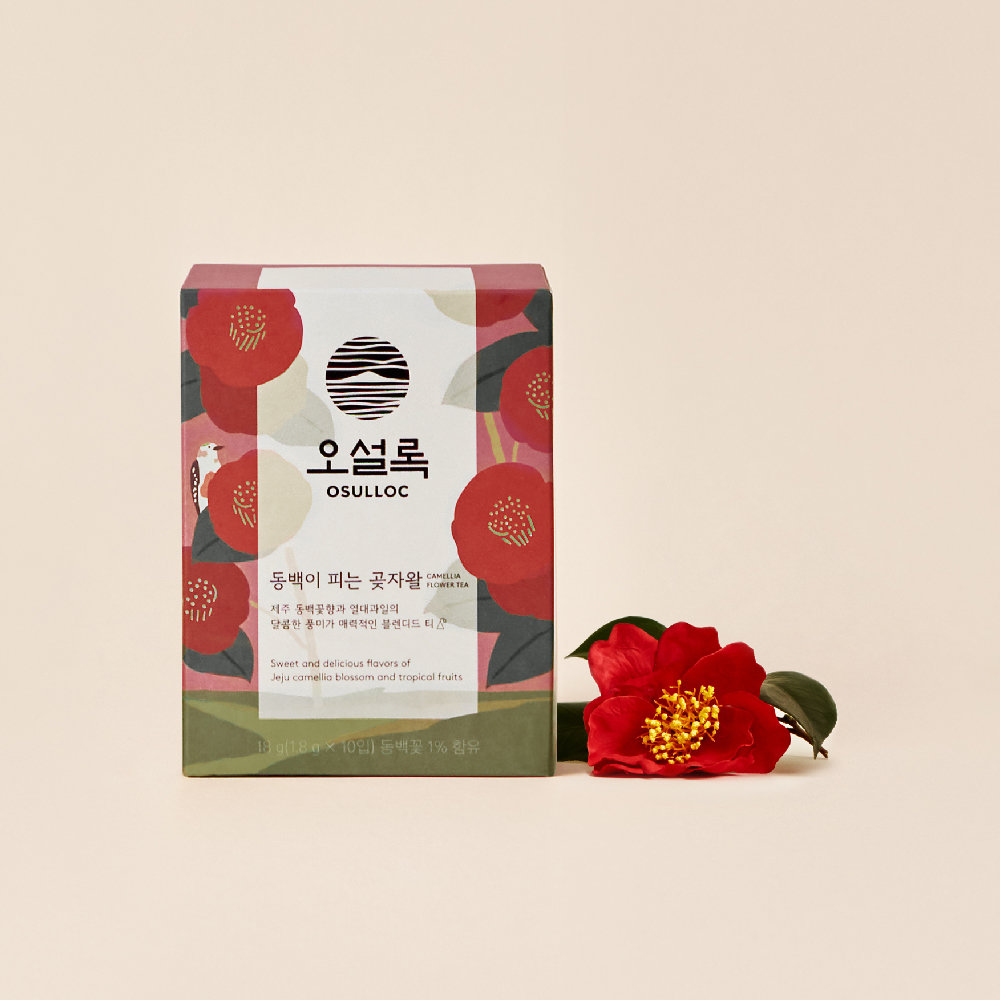 오설록
OSULLOC
동백이 피는 곶자왈 CAMELLIA FLOWER TEA
제주 동백꽃향과 열대과일의
달콤한 풍미가 매력적인 블렌디드 티
Sweet and delicious flavors of
Jeju camellia blossom and tropical fruits
18 g(1.8 g × 10입) 동백꽃 1% 함유